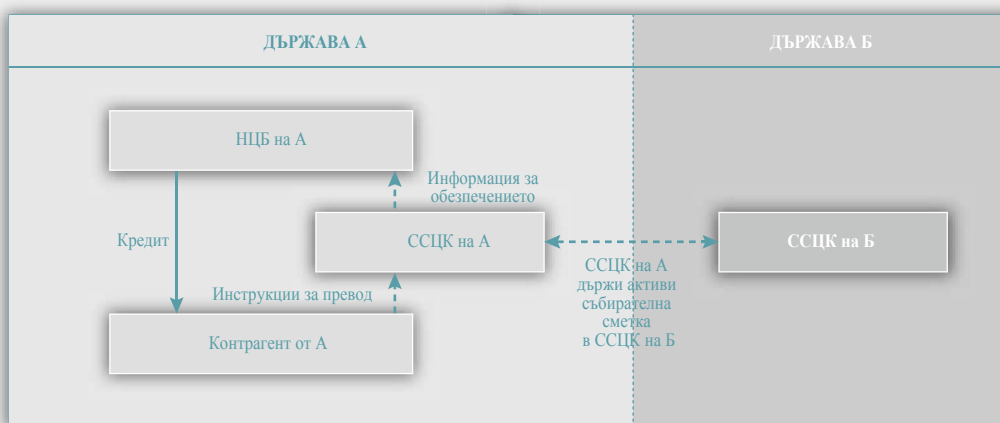 ДЪРЖАВА А
ДЪРЖАВА Б
НЦБ на А
Информация за
обезпечението
Кредит
ССЦК на А
ССЦК на Б
ССЦК на А
държи активи
събирателна
сметка
в ССЦК на Б
Инструкции за превод
Контрагент от А